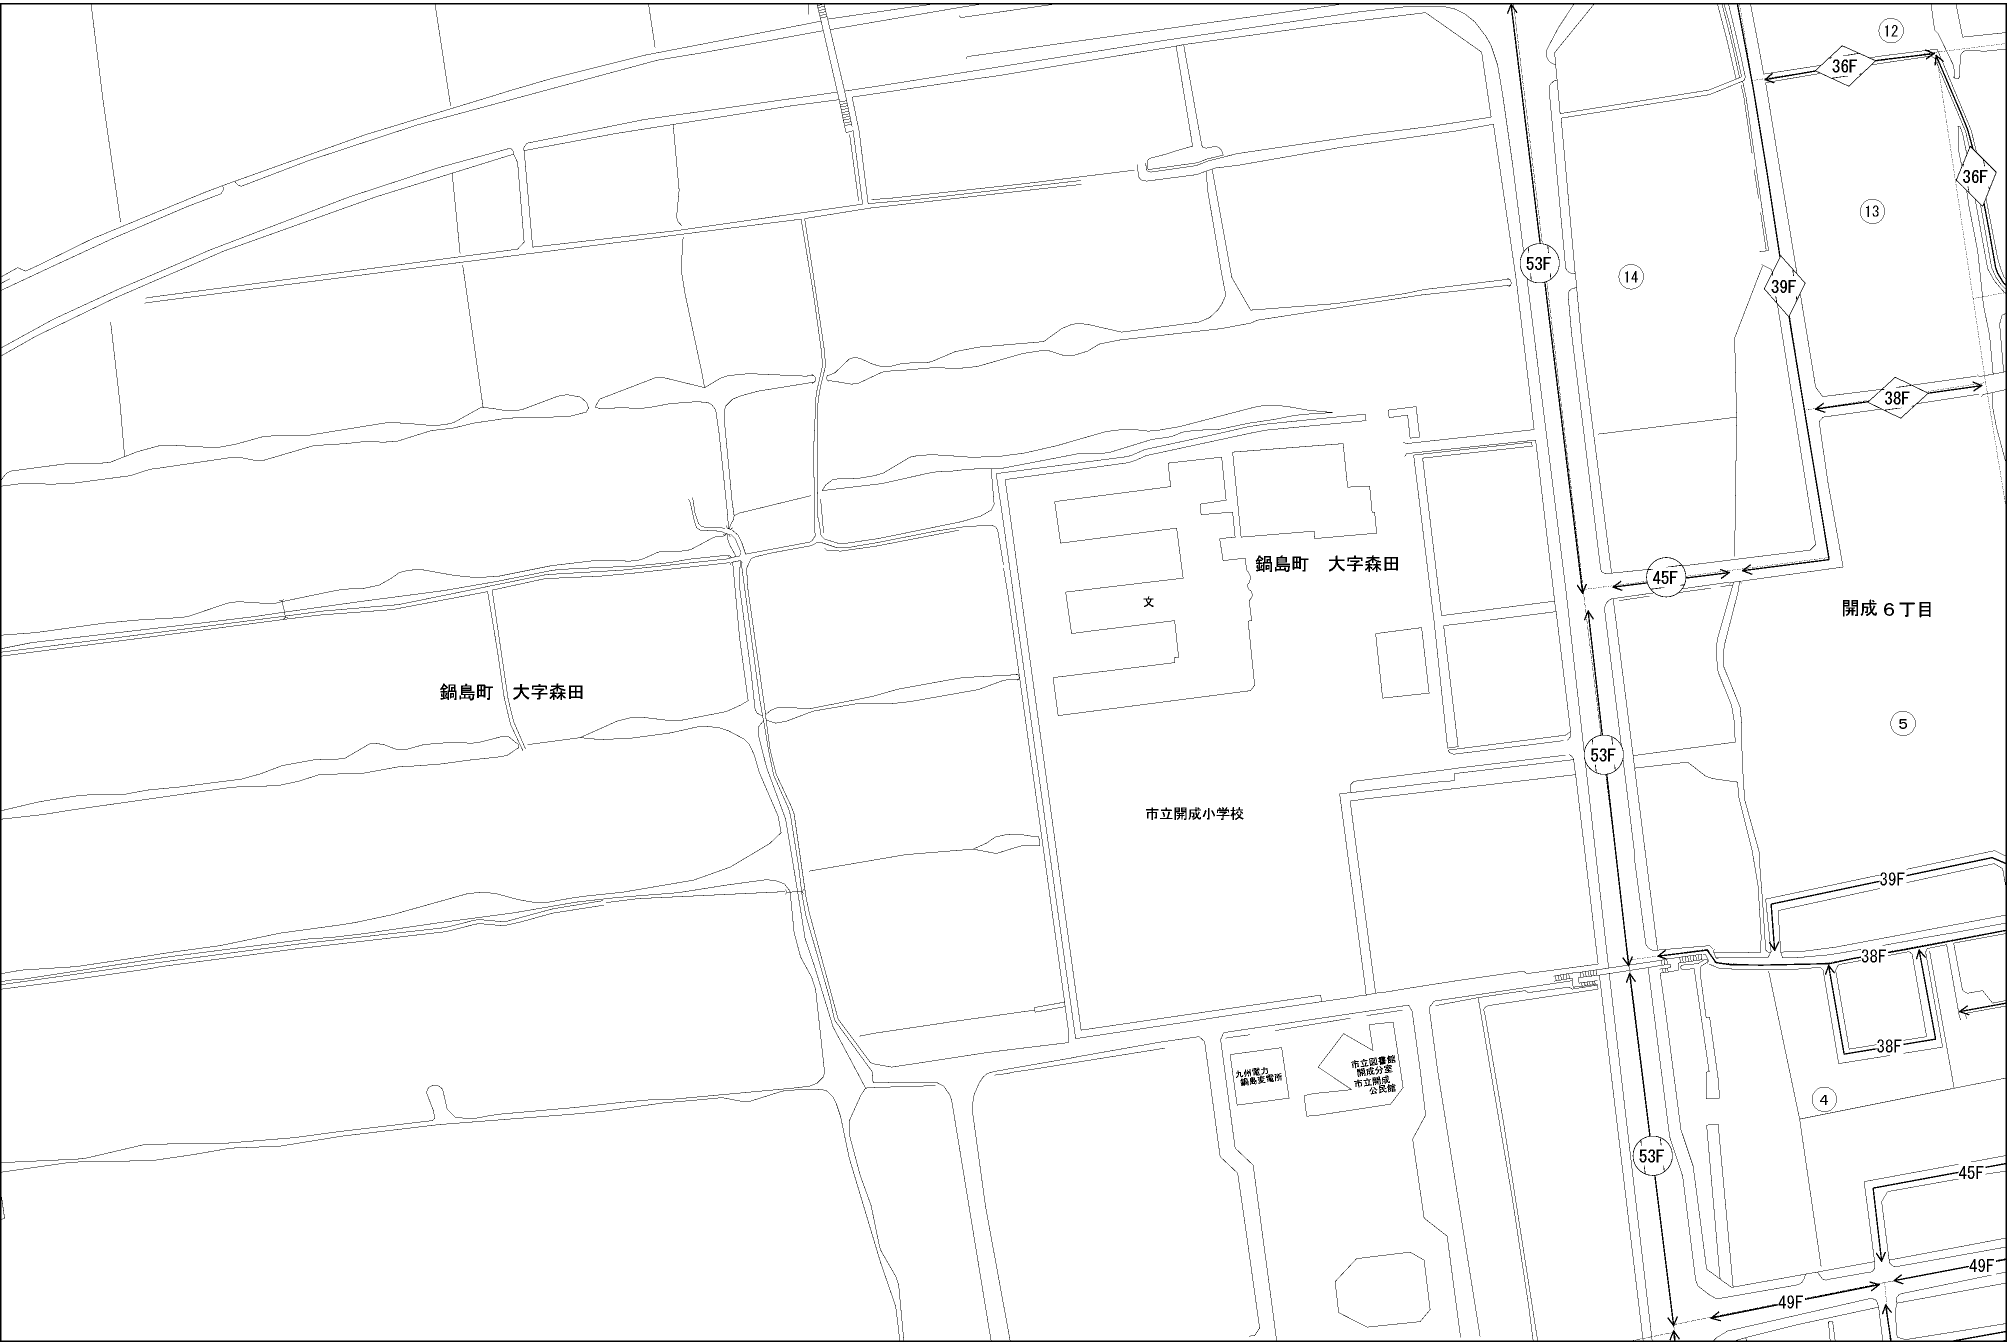 12
36F
36F
13
53F
14
39F
38F
鍋島町 大字森田
45F
文
開成6丁目
鍋島町 大字森田
5
53F
市立開成小学校
39F
38F
38F
九州電力
鍋島変電所
市立図書館
開成分室
市立開成
公民館
4
53F
45F
49F
49F